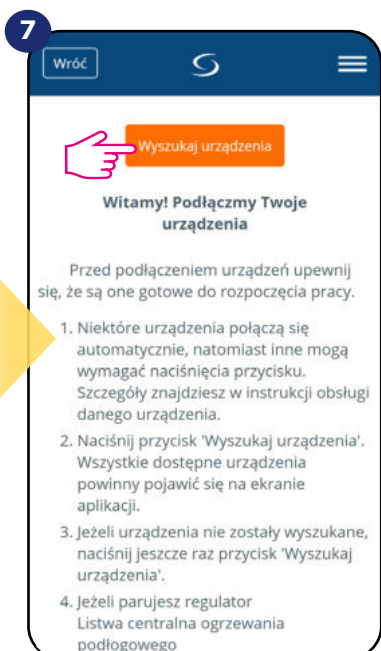 7
Wróć
Wyszukaj urządzenia
Witamy! Podłączmy Twoje
urządzenia
Przed podłączeniem urządzeń upewnij
się, że są one gotowe do rozpoczęcia pracy.
1. Niektóre urządzenia połączą się
automatycznie, natomiast inne mogą
wymagać naciśnięcia przycisku.
Szczegóły znajdziesz w instrukcji obsługi
danego urządzenia.
2. Naciśnij przycisk 'Wyszukaj urządzenia'.
Wszystkie dostępne urządzenia
powinny pojawić się na ekranie
aplikacji.
3. Jeżeli urządzenia nie zostały wyszukane,
naciśnij jeszcze raz przycisk 'Wyszukaj
urządzenia'.
4. Jeżeli parujesz regulator
Listwa centralna ogrzewania
podłogowego